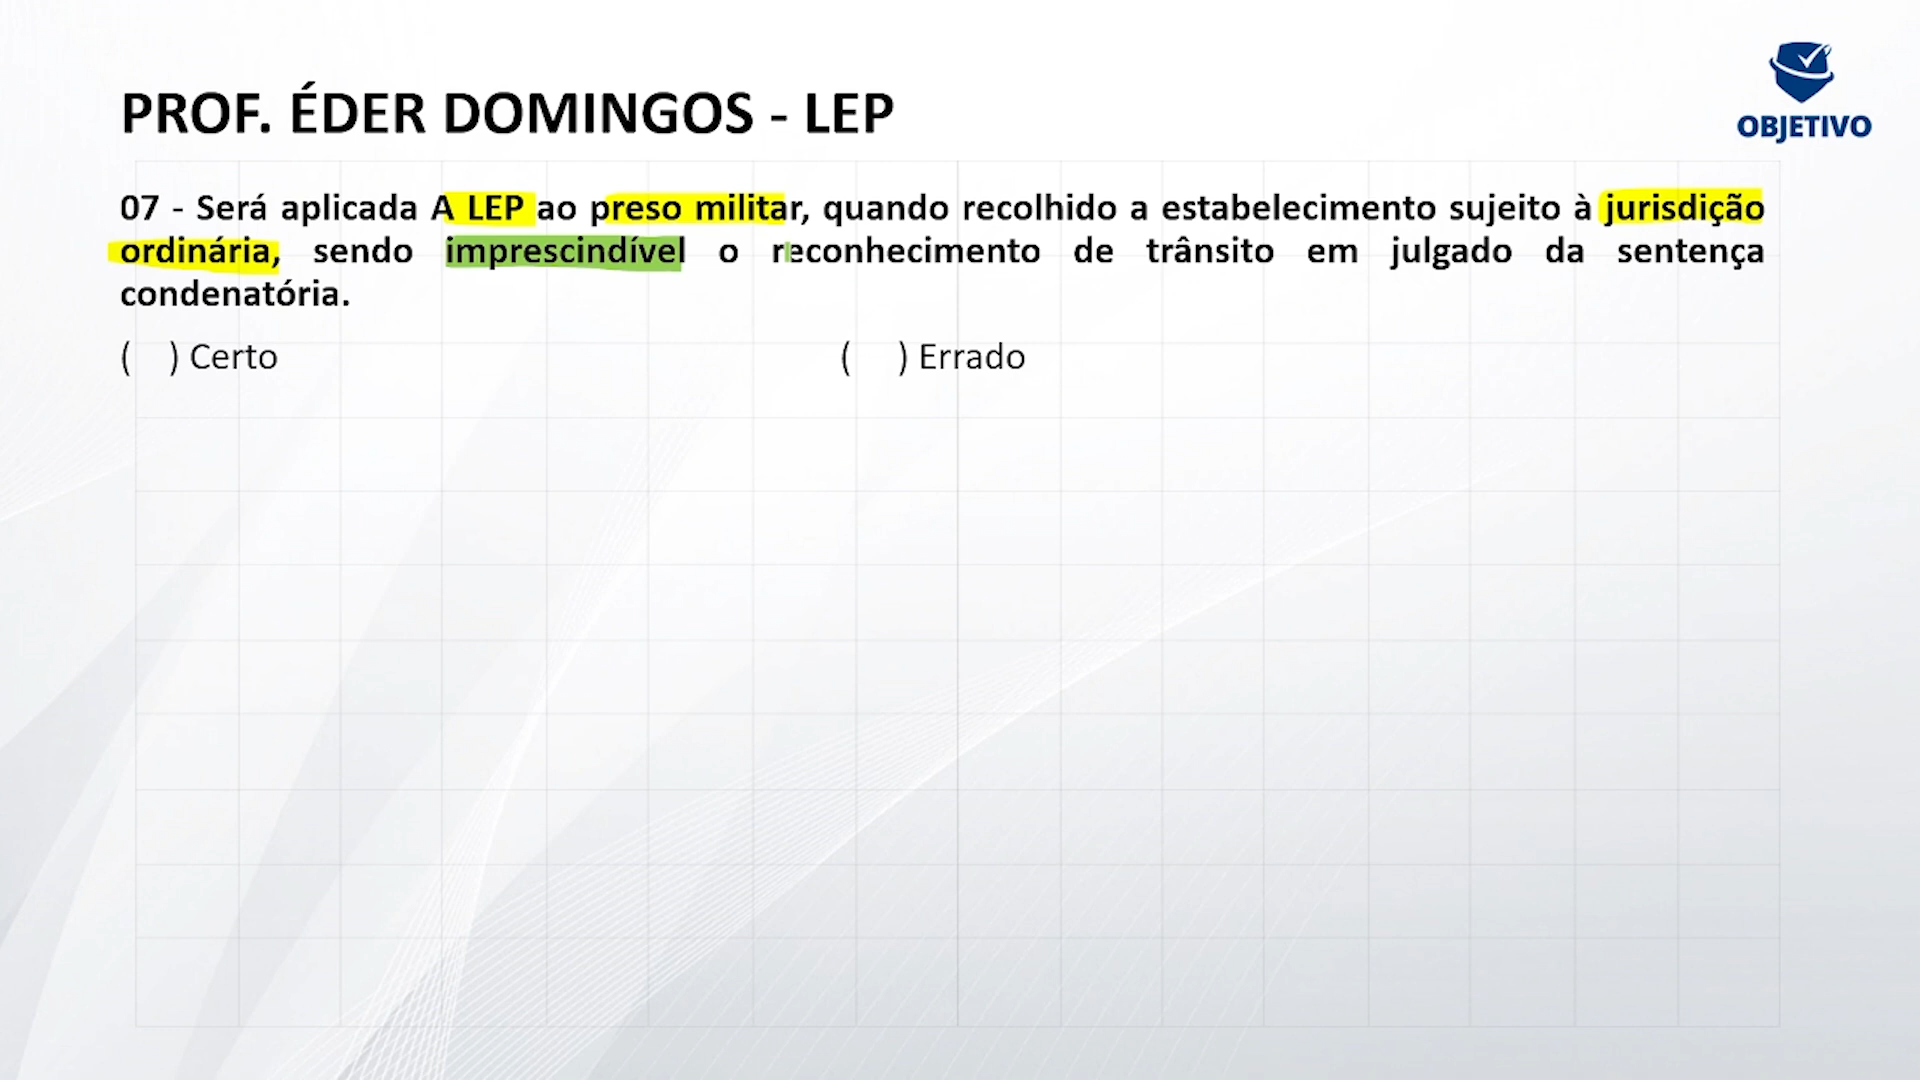 OBJETIVO
PROF. ÉDER DOMINGOS - LEP
07 - Será aplicada A LEP ao preso militar, quando recolhido a estabelecimento sujeito à jurisdição
ordinária, sendo imprescindível o reconhecimento de trânsito em julgado da sentença
condenatória.
( ) Certo ( ) Errado